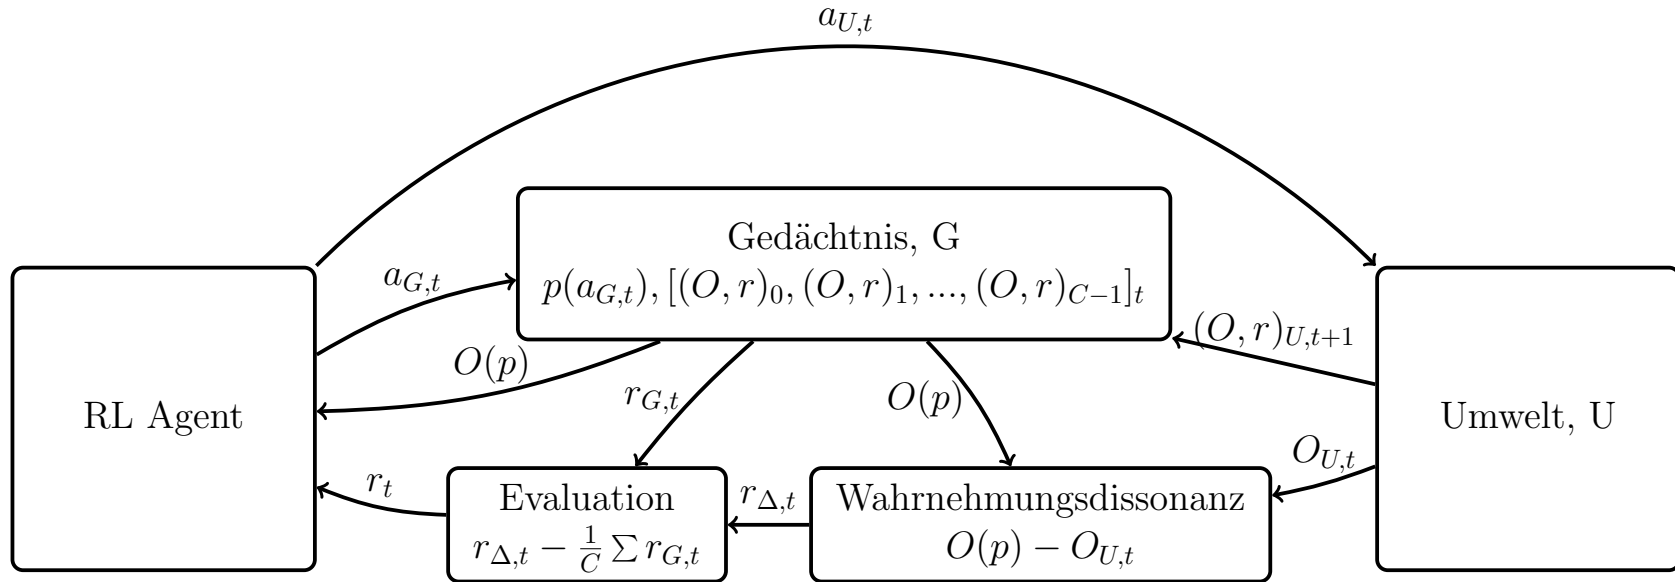 a_{U,t}
Gedächtnis, G
p(a_{G,t}), [(O, r)_0, (O, r)_1, ..., (O, r)_{C−1}]_t
a_{G,t}
(O, r)_{U,t+1}
O(p)
r_{G,t}
O(p)
RL Agent
Umwelt, U
O_{U,t}
r_t
Evaluation
r_{Δ,t} − \frac{1}{C} ∑ r_{G,t}
r_{Δ,t}
Wahrnehmungsdissonanz
O(p) − O_{U,t}